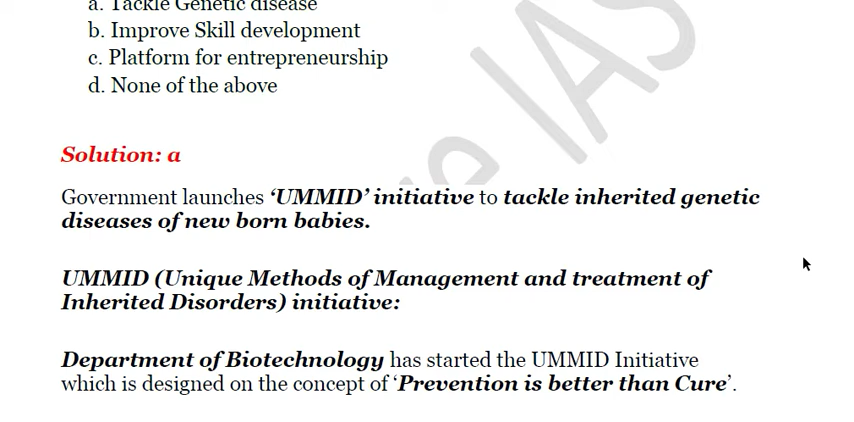 a. Tackle Genetic disease
b. Improve Skill development
c. Platform for entrepreneurship
d. None of the above
Solution: a
Government launches ‘UMMID’ initiative to tackle inherited genetic
diseases of new born babies.
UMMID (Unique Methods of Management and treatment of
Inherited Disorders) initiative:
Department of Biotechnology has started the UMMID Initiative
which is designed on the concept of ‘Prevention is better than Cure’.
IAS